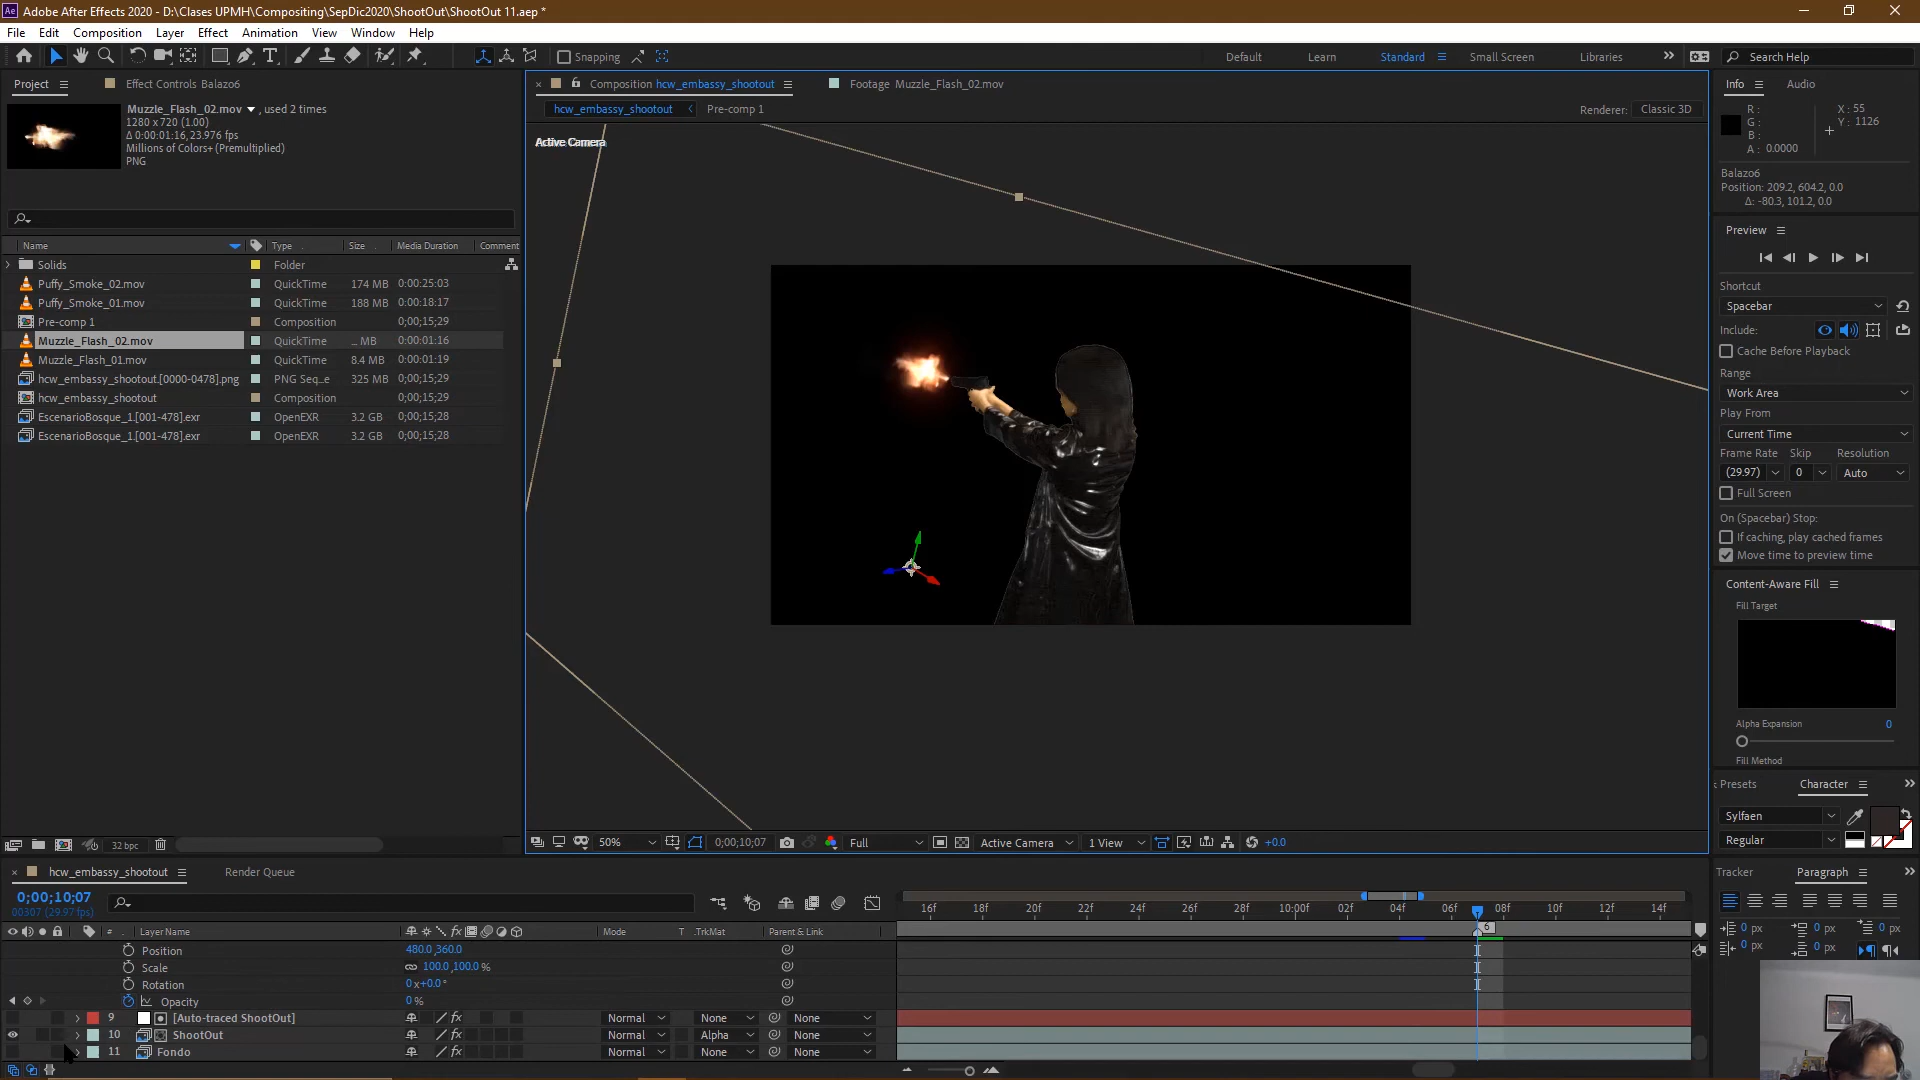 Adobe After Effects 2020 - D:\Clases UPMH\Compositing\SepDic2020\ShootOut\ShootOut 11.aep *
File Edit Composition Layer Effect Animation View Window Help
Snapping
Default Learn Standard Small Screen Libraries Search Help
Project Effect Controls Balazo6
Muzzle_Flash_02.mov , used 2 times
1280 x 720 (1.00)
Δ 0:00:01:16, 23.976 fps
Millions of Colors+ (Premultiplied)
PNG
Name Type Size Media Duration Comment
Solids Folder
Puffy_Smoke_02.mov QuickTime 174 MB 0:00:25:03
Puffy_Smoke_01.mov QuickTime 188 MB 0:00:18:17
Pre-comp 1 Composition 0;00;15;29
Muzzle_Flash_02.mov QuickTime ... MB 0:00:01:16
Muzzle_Flash_01.mov QuickTime 8.4 MB 0:00:01:19
hcw_embassy_shootout.[0000-0478].png PNG Seq...e 325 MB 0;00;15;29
hcw_embassy_shootout Composition 0;00;15;29
EscenarioBosque_1.[001-478].exr OpenEXR 3.2 GB 0;00;15;28
EscenarioBosque_1.[001-478].exr OpenEXR 3.2 GB 0;00;15;28
32 bpc
Composition hcw_embassy_shootout Footage Muzzle_Flash_02.mov
hcw_embassy_shootout Pre-comp 1 Renderer: Classic 3D
Active Camera
50% 0;00;10;07 Full Active Camera 1 View +0.0
Info Audio
R : X : 55
G : Y : 1126
B :
A : 0.0000
Balazo6
Position: 209.2, 604.2, 0.0
Δ: -80.3, 101.2, 0.0
Preview
Shortcut
Spacebar
Include:
Cache Before Playback
Range
Work Area
Play From
Current Time
Frame Rate Skip Resolution
(29.97) 0 Auto
Full Screen
On (Spacebar) Stop:
If caching, play cached frames
Move time to preview time
Content-Aware Fill
Fill Target
Alpha Expansion 0
Fill Method
Presets Character
Sylfaen
Regular
Tracker Paragraph
0 px 0 px 0 px
0 px 0 px
hcw_embassy_shootout Render Queue
0;00;10;07
00307 (29.97 fps)
16f 18f 20f 22f 24f 26f 28f 10:00f 02f 04f 06f 08f 10f 12f 14f
6
# Layer Name Mode T .TrkMat Parent & Link
Position 480.0,360.0
Scale 100.0,100.0 %
Rotation 0x+0.0°
Opacity 0 %
9 [Auto-traced ShootOut] Normal None None
10 ShootOut Normal Alpha None
11 Fondo Normal None None